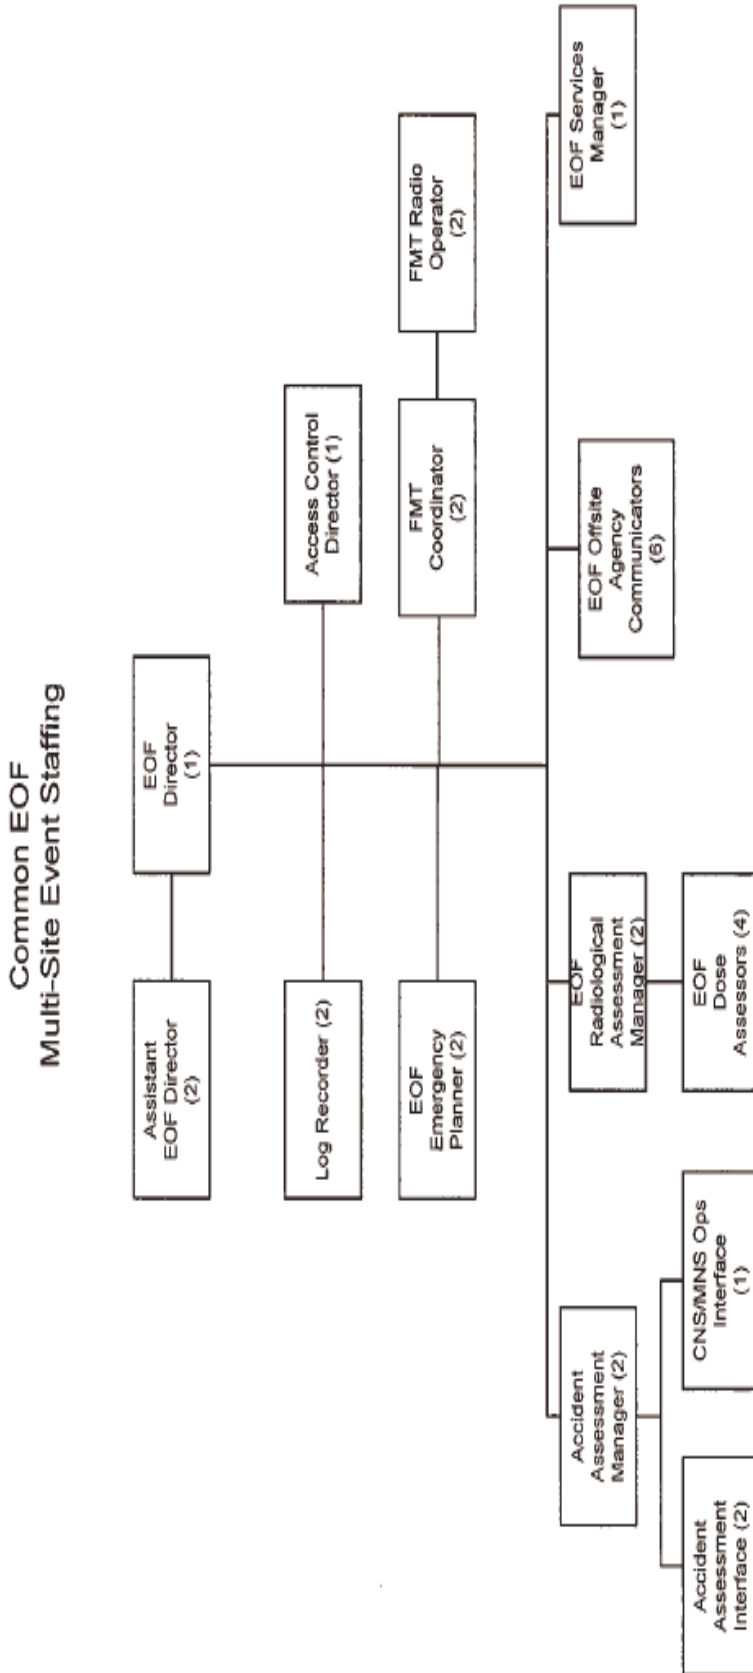 Common EOF
Multi-Site Event Staffing
Assistant
EOF Director
(2)
EOF
Director
(1)
Log Recorder (2)
Access Control
Director (1)
EOF
Emergency
Planner (2)
FMT
Coordinator
(2)
FMT Radio
Operator
(2)
Accident
Assessment
Manager (2)
EOF
Radiological
Assessment
Manager (2)
EOF Offsite
Agency
Communicators
(6)
EOF Services
Manager
(1)
Accident
Assessment
Interface (2)
CNS/MNS Ops
Interface
(1)
EOF
Dose
Assessors (4)